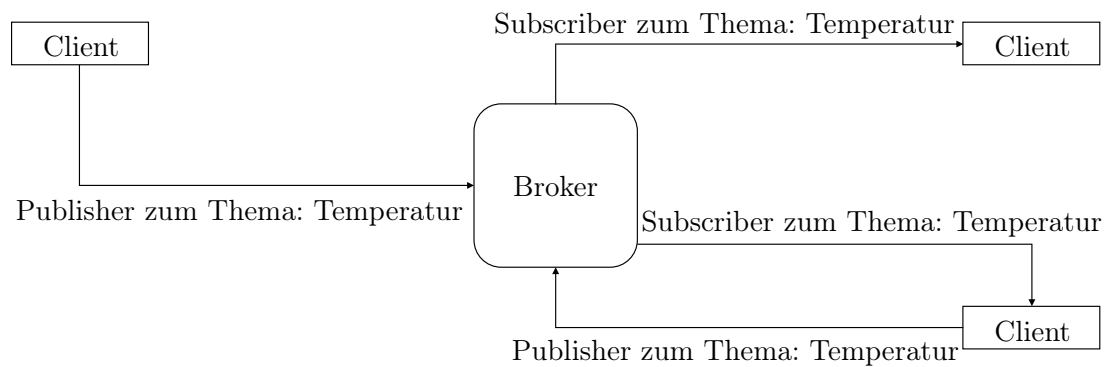 Subscriber zum Thema: Temperatur
Client
Client
Broker
Publisher zum Thema: Temperatur
Subscriber zum Thema: Temperatur
Client
Publisher zum Thema: Temperatur